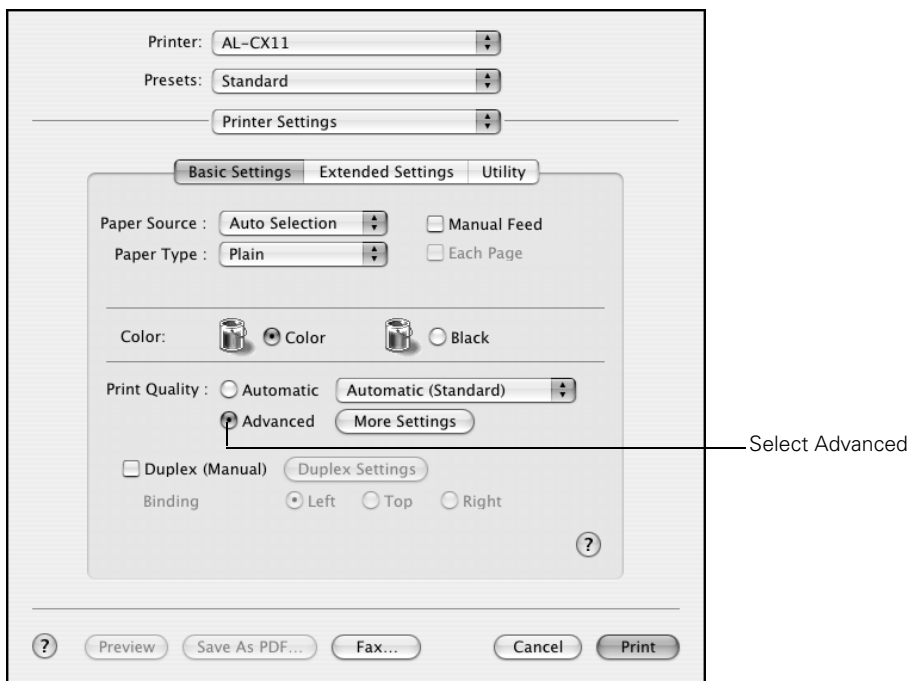 Printer: AL-CX11
Presets: Standard
Printer Settings
Basic Settings Extended Settings Utility
Paper Source : Auto Selection Manual Feed
Paper Type : Plain Each Page
Color: Color Black
Print Quality : Automatic Automatic (Standard)
Advanced More Settings
Select Advanced
Duplex (Manual) Duplex Settings
Binding Left Top Right
?
? Preview Save As PDF... Fax... Cancel Print